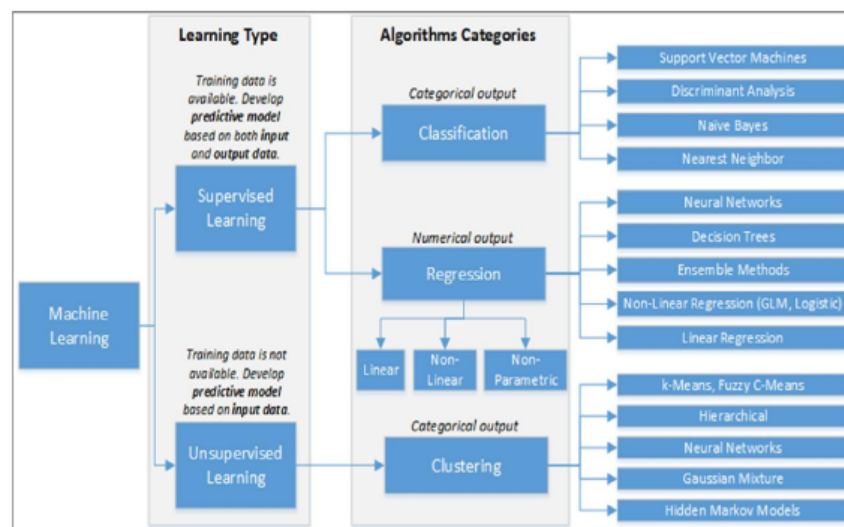 Learning Type
Algorithms Categories
Training data is
available. Develop
predictive model
based on both input
and output data.
Supervised
Learning
Machine
Learning
Training data is not
available. Develop
predictive model
based on input data.
Unsupervised
Learning
Categorical output
Classification
Numerical output
Regression
Linear
Non-
Linear
Non-
Parametric
Categorical output
Clustering
Support Vector Machines
Discriminant Analysis
Naïve Bayes
Nearest Neighbor
Neural Networks
Decision Trees
Ensemble Methods
Non-Linear Regression (GLM, Logistic)
Linear Regression
k-Means, Fuzzy C-Means
Hierarchical
Neural Networks
Gaussian Mixture
Hidden Markov Models